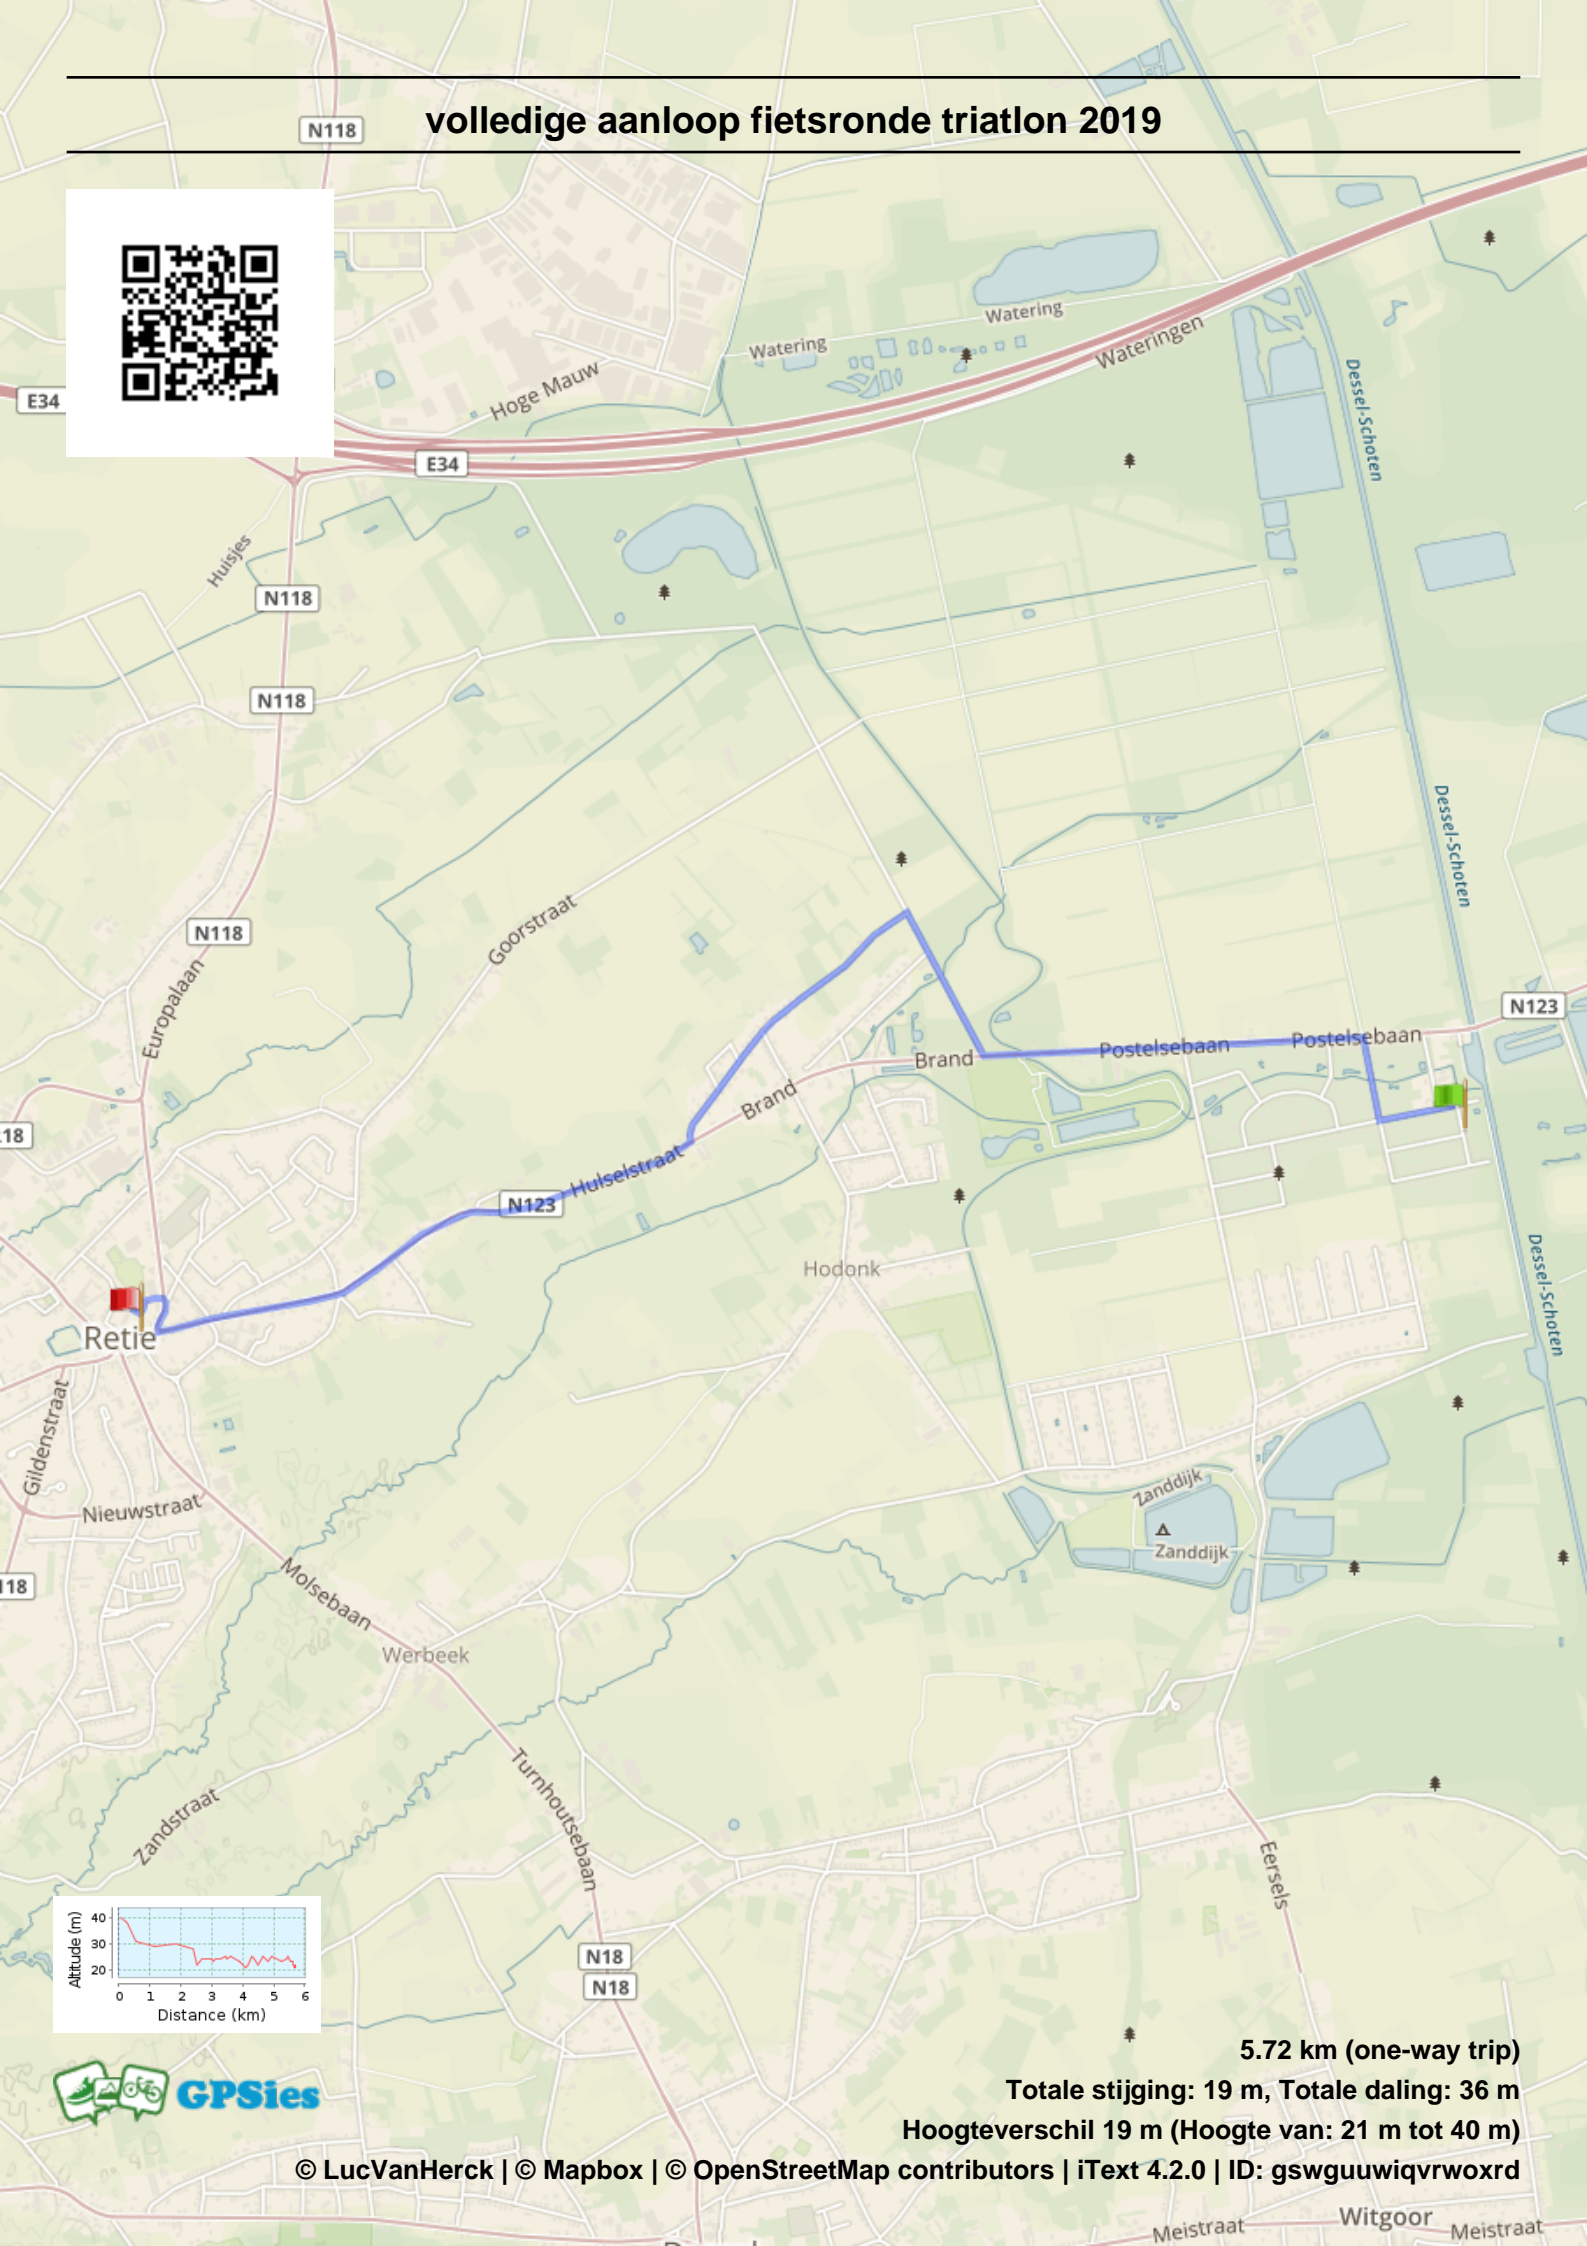 volledige aanloop fietsronde triatlon 2019
N118
Watering
Watering
Wateringen
Hoge Mauw
E34
E34
Dessel-Schoten
Huisjes
N118
N118
Dessel-Schoten
Goorstraat
N118
Europalaan
N123
Postelsebaan
Postelsebaan
Brand
Brand
18
Hulselstraat
N123
Hodonk
Dessel-Schoten
Retie
Gildenstraat
Zanddijk
Nieuwstraat
Zanddijk
118
Molsebaan
Werbeek
Turnhoutsebaan
Zandstraat
Eersels
Altitude (m)
40
30
20
0 1 2 3 4 5 6
Distance (km)
N18
N18
GPSies
5.72 km (one-way trip)
Totale stijging: 19 m, Totale daling: 36 m
Hoogteverschil 19 m (Hoogte van: 21 m tot 40 m)
© LucVanHerck | © Mapbox | © OpenStreetMap contributors | iText 4.2.0 | ID: gswguuwiqvrwoxrd
Witgoor
Meistraat
Meistraat